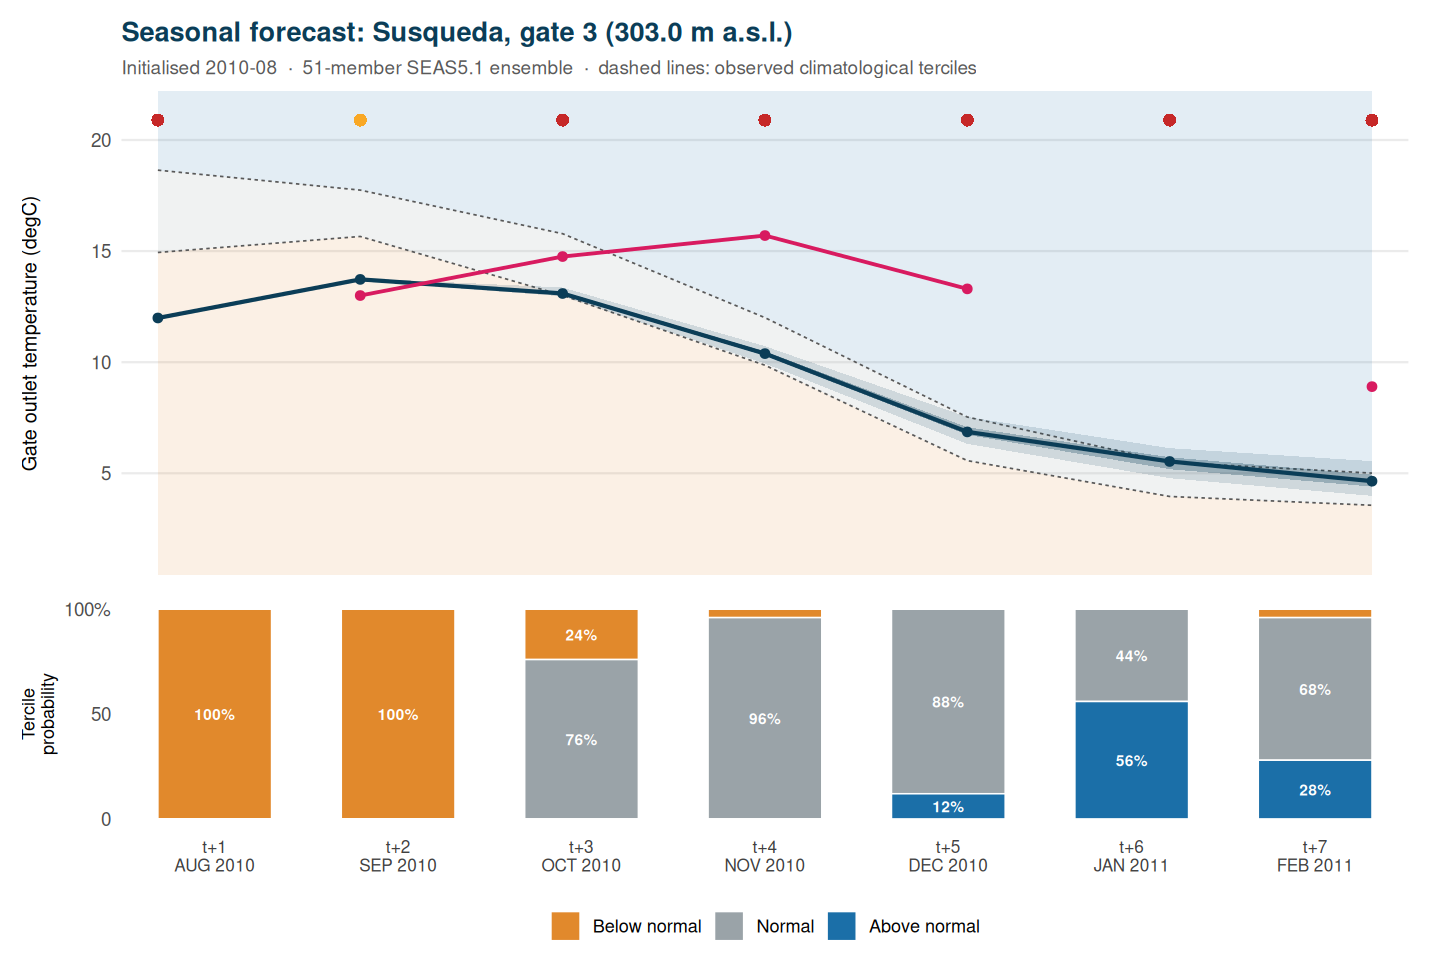 Seasonal forecast: Susqueda, gate 3 (303.0 m a.s.l.)
Initialised 2010-08 · 51-member SEAS5.1 ensemble · dashed lines: observed climatological terciles
Gate outlet temperature (degC)
20
15
10
5
Tercile
probability
100%
50
0
100%
100%
24%
76%
96%
88%
12%
44%
56%
68%
28%
t+1
AUG 2010
t+2
SEP 2010
t+3
OCT 2010
t+4
NOV 2010
t+5
DEC 2010
t+6
JAN 2011
t+7
FEB 2011
Below normal
Normal
Above normal